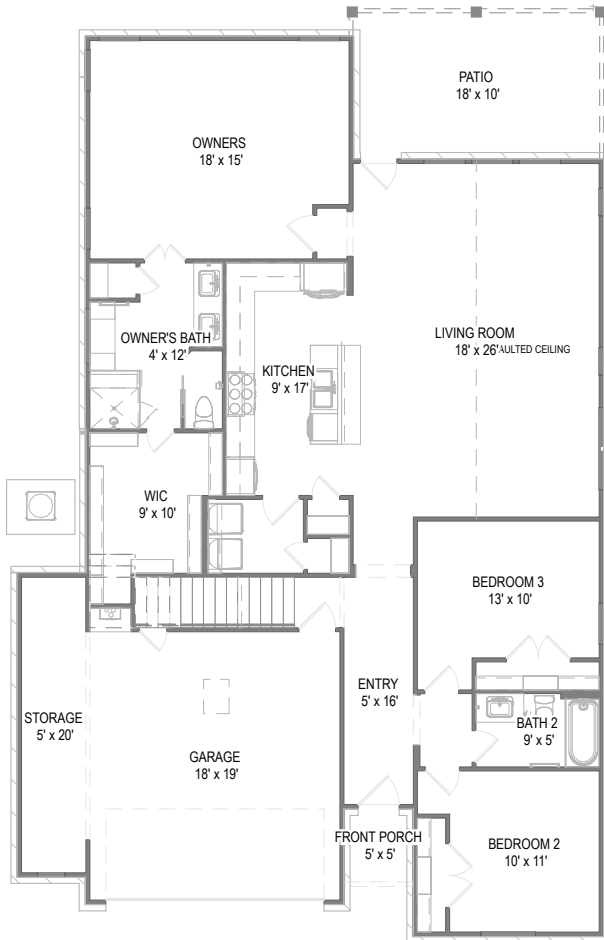 PATIO
18' x 10'
OWNERS
18' x 15'
OWNER'S BATH
4' x 12'
KITCHEN
9' x 17'
LIVING ROOM
18' x 26' AULTED CEILING
WIC
9' x 10'
BEDROOM 3
13' x 10'
ENTRY
5' x 16'
STORAGE
5' x 20'
BATH 2
9' x 5'
GARAGE
18' x 19'
FRONT PORCH
5' x 5'
BEDROOM 2
10' x 11'